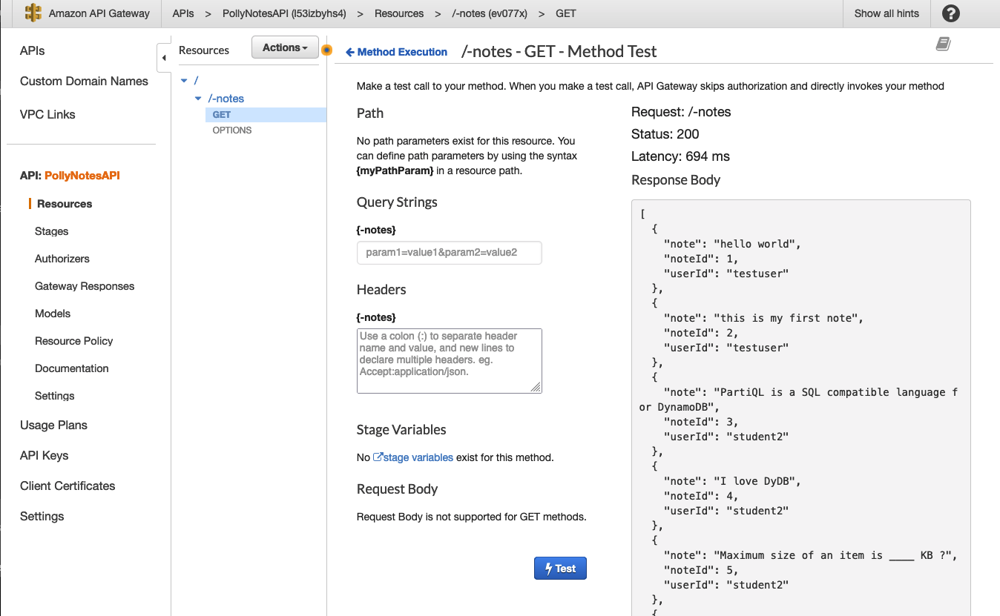 Amazon API Gateway
APIs > PollyNotesAPI (l53izbyhs4) > Resources > /-notes (ev077x) > GET
Show all hints
?
APIs
Custom Domain Names
VPC Links
API: PollyNotesAPI
Resources
Stages
Authorizers
Gateway Responses
Models
Resource Policy
Documentation
Settings
Usage Plans
API Keys
Client Certificates
Settings
Resources
Actions
/
/-notes
GET
OPTIONS
Method Execution
/-notes - GET - Method Test
Make a test call to your method. When you make a test call, API Gateway skips authorization and directly invokes your method
Path
No path parameters exist for this resource. You
can define path parameters by using the syntax
{myPathParam} in a resource path.
Query Strings
{-notes}
param1=value1&param2=value2
Headers
{-notes}
Use a colon (:) to separate header
name and value, and new lines to
declare multiple headers. eg.
Accept:application/json.
Stage Variables
No stage variables exist for this method.
Request Body
Request Body is not supported for GET methods.
Test
Request: /-notes
Status: 200
Latency: 694 ms
Response Body
[
{
"note": "hello world",
"noteId": 1,
"userId": "testuser"
},
{
"note": "this is my first note",
"noteId": 2,
"userId": "testuser"
},
{
"note": "PartiQL is a SQL compatible language f
or DynamoDB",
"noteId": 3,
"userId": "student2"
},
{
"note": "I love DyDB",
"noteId": 4,
"userId": "student2"
},
{
"note": "Maximum size of an item is ____ KB ?",
"noteId": 5,
"userId": "student2"
},
{